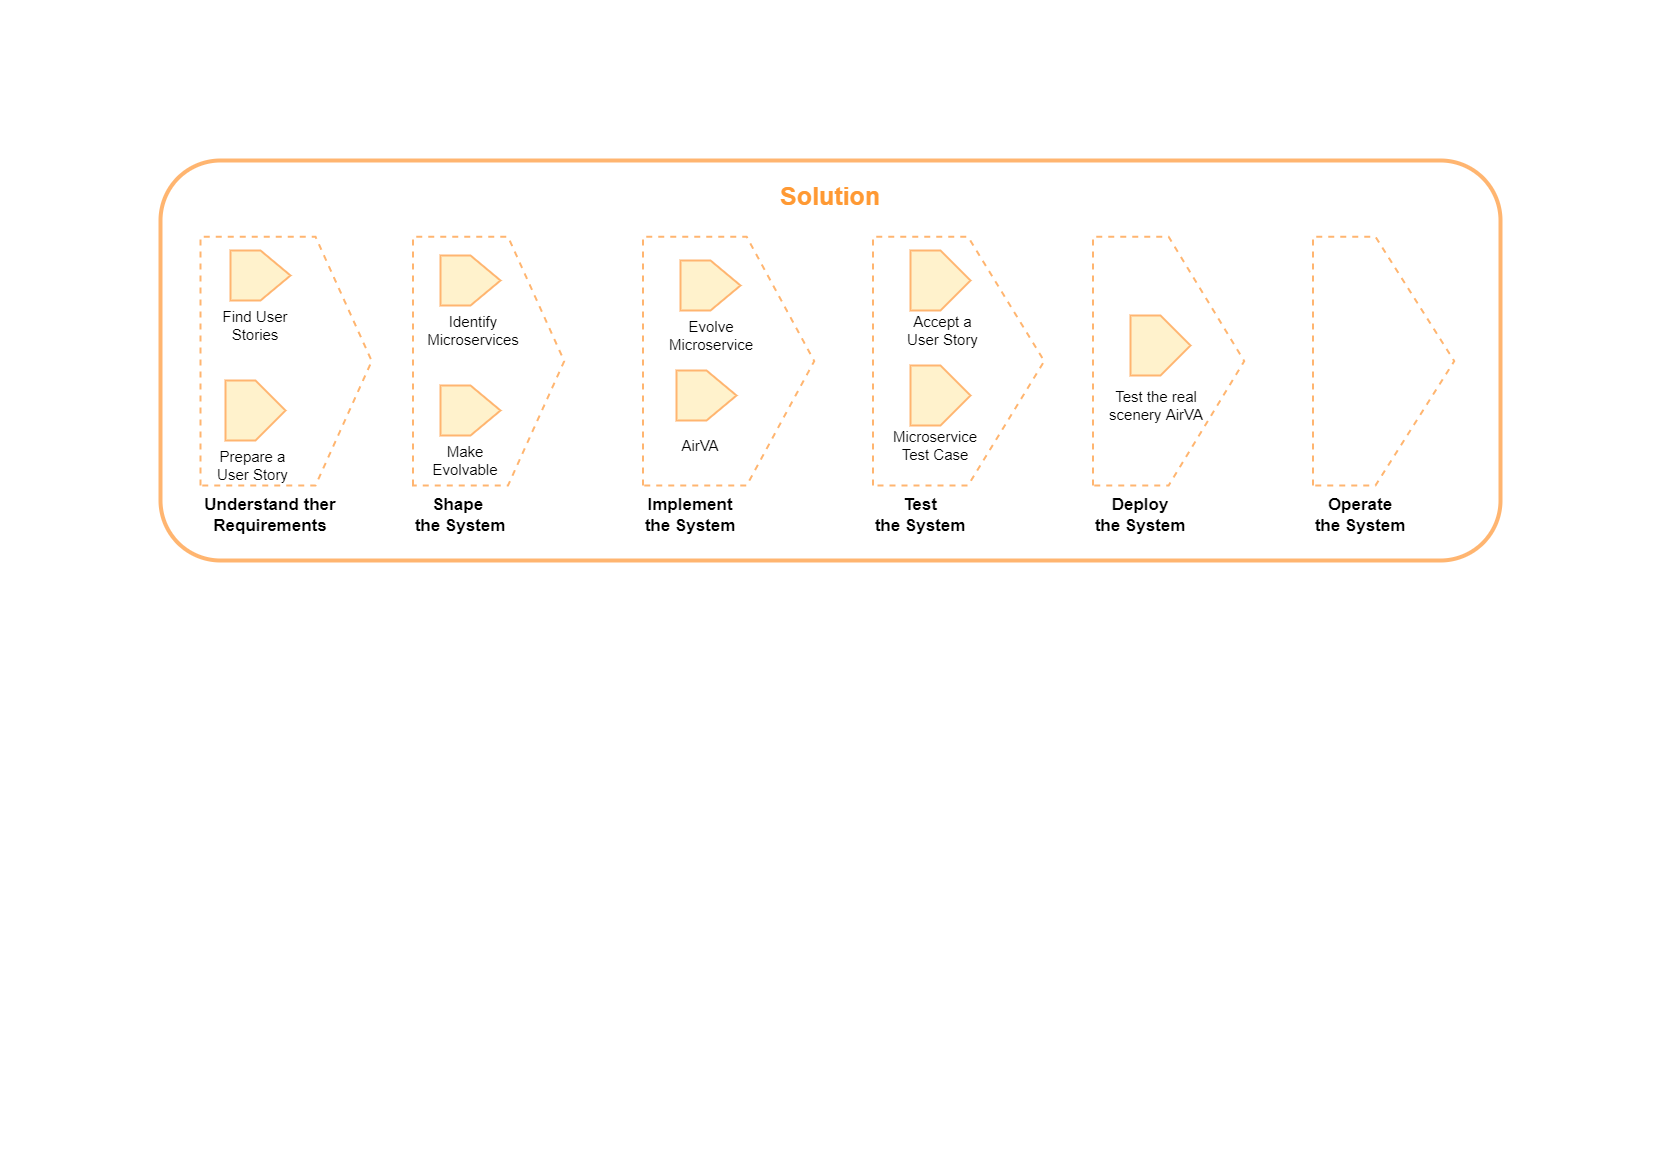 Solution
Find User
Stories
Prepare a
User Story
Understand ther
Requirements
Identify
Microservices
Make
Evolvable
Shape
the System
Evolve
Microservice
AirVA
Implement
the System
Accept a
User Story
Microservice
Test Case
Test
the System
Test the real
scenery AirVA
Deploy
the System
Operate
the System